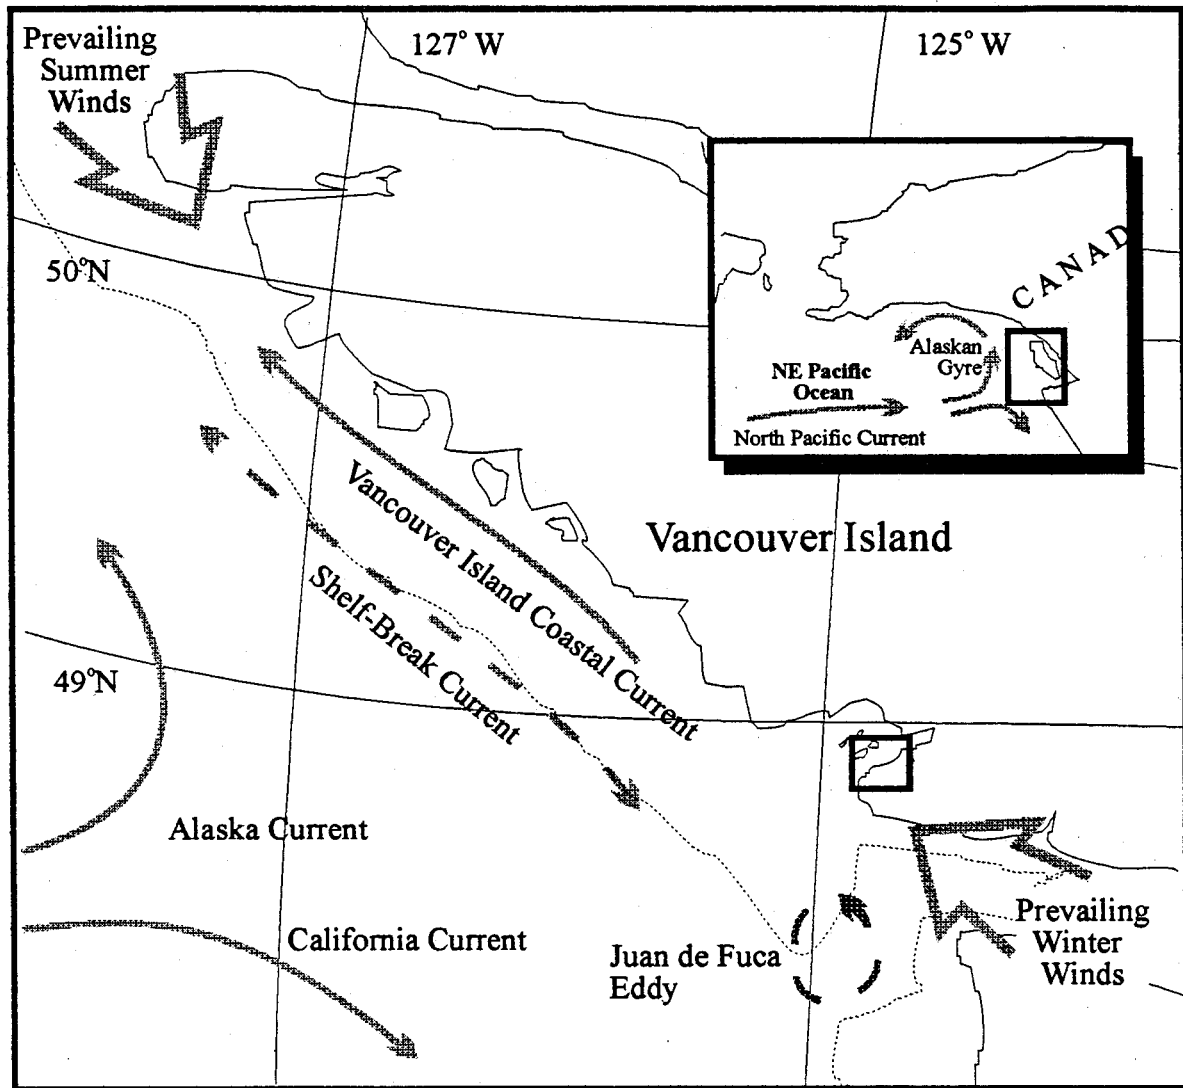 Prevailing
Summer
Winds
127° W
125° W
50°N
CANAD
Alaskan
Gyre
NE Pacific
Ocean
North Pacific Current
Vancouver Island Coastal Current
Vancouver Island
Shelf-Break Current
49°N
Alaska Current
California Current
Juan de Fuca
Eddy
Prevailing
Winter
Winds